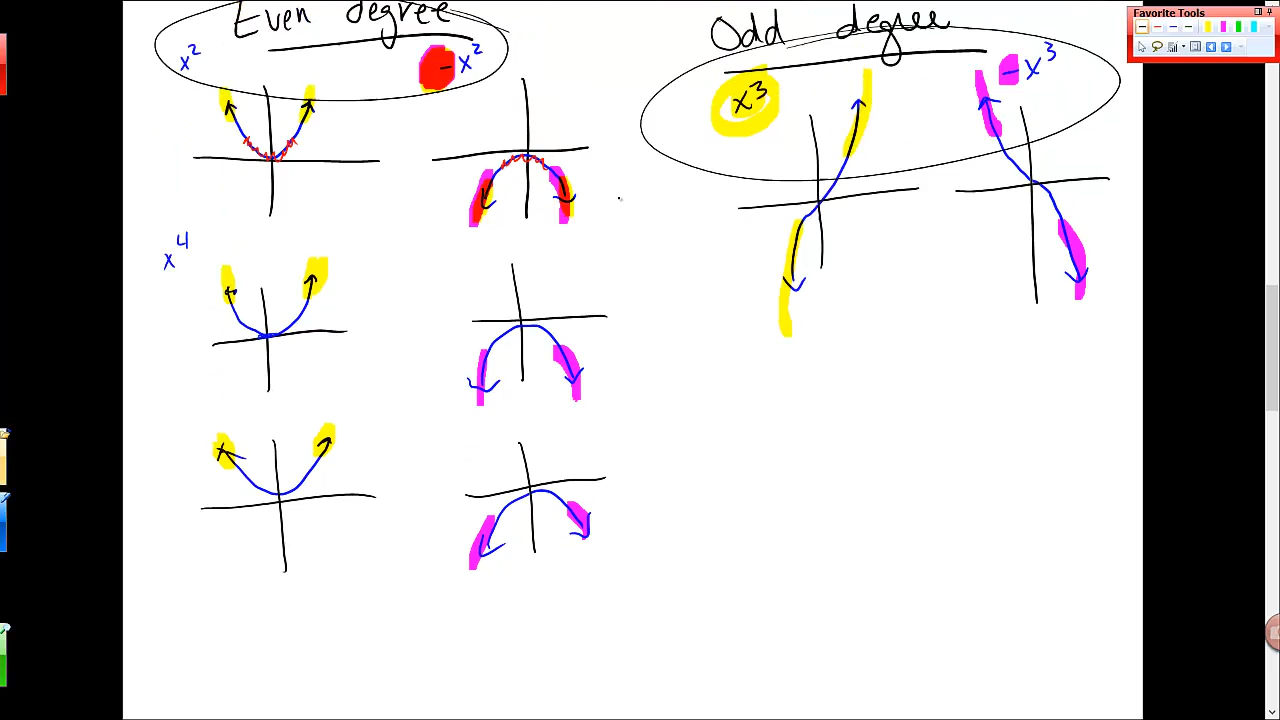 Even degree
Odd degree
Favorite Tools
x²
- x²
x³
- x³
x⁴